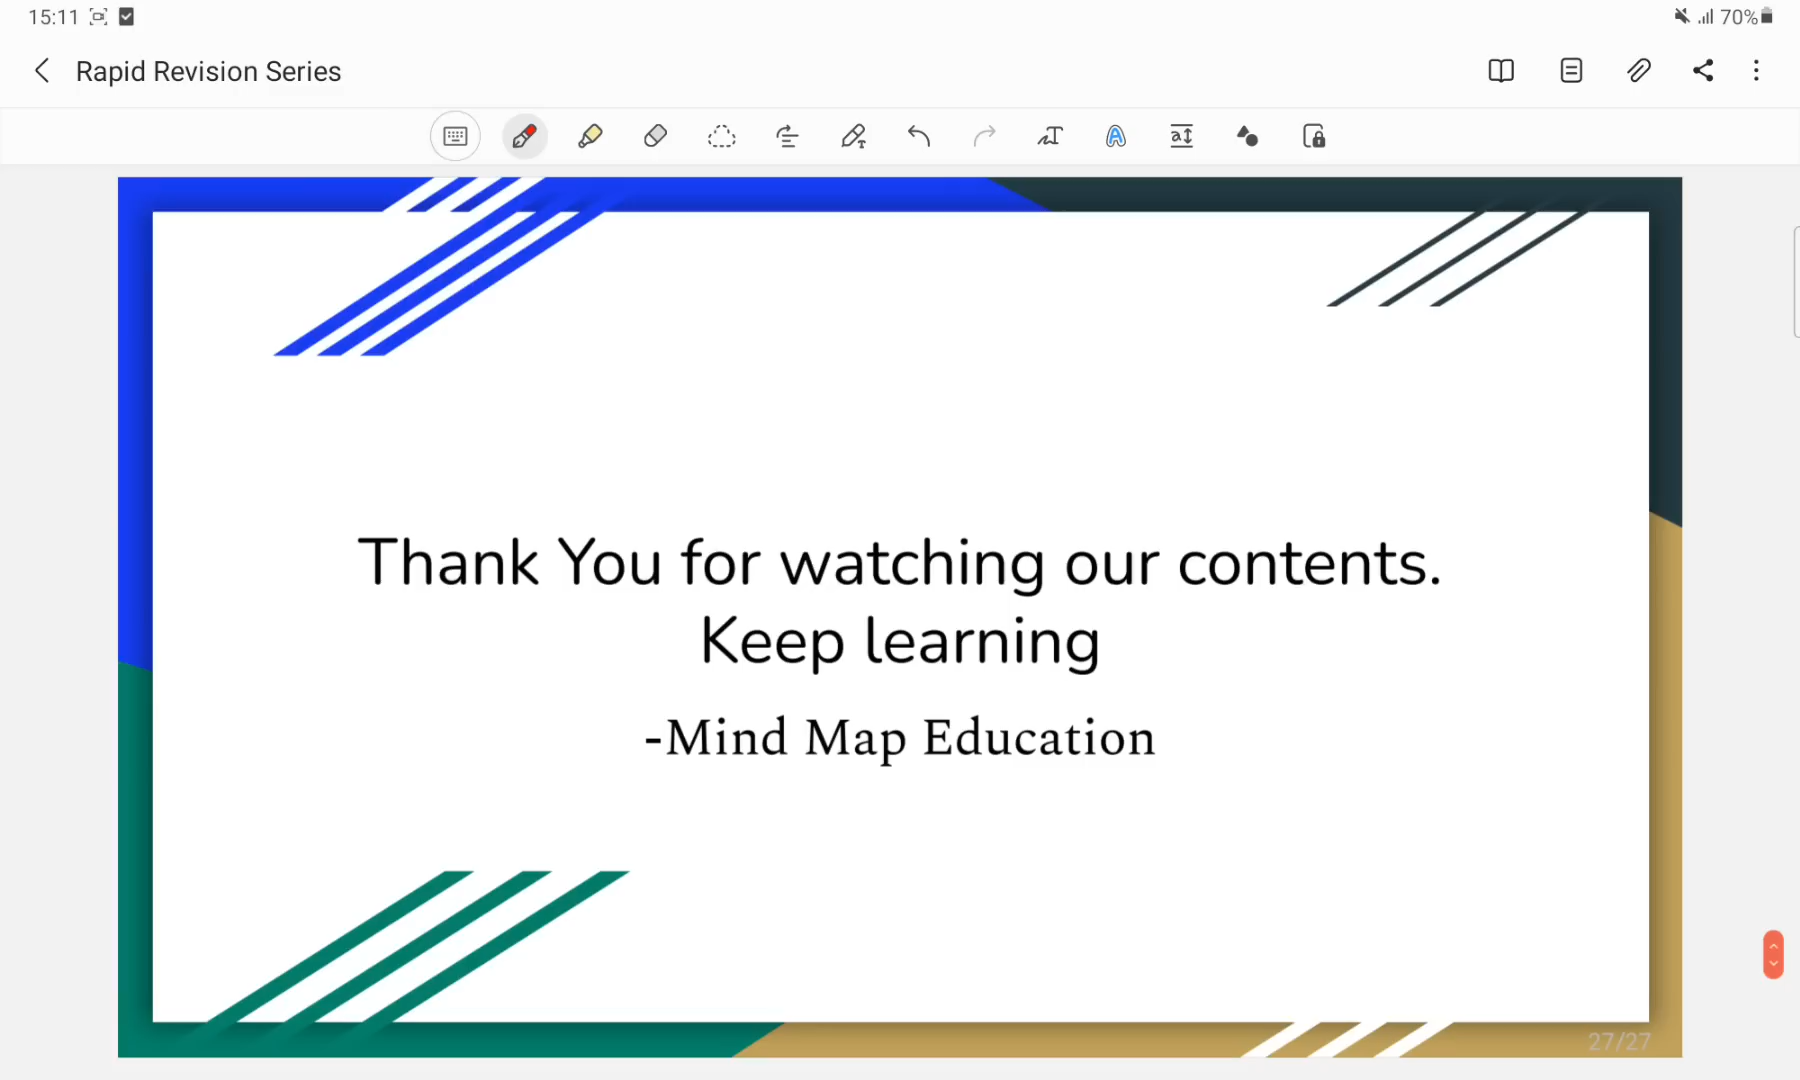 15:11
70%
Rapid Revision Series
Thank You for watching our contents.
Keep learning
-Mind Map Education
27/27